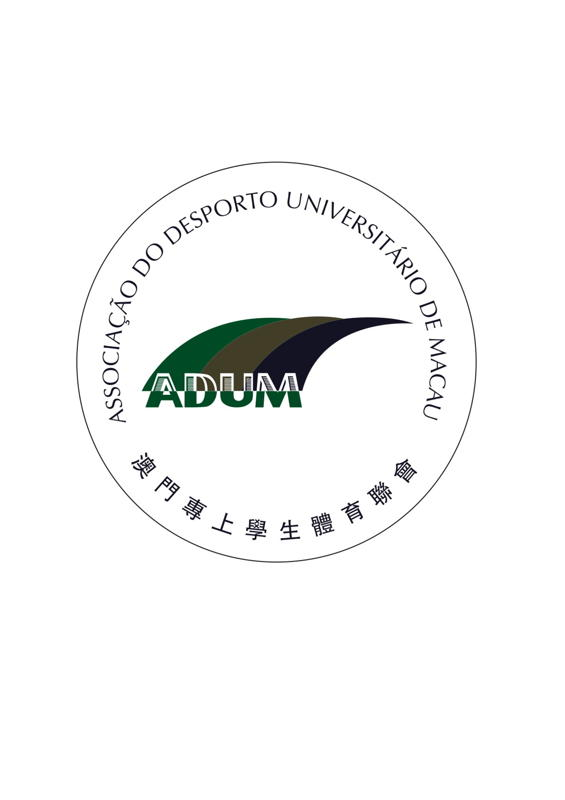 ASSOCIAÇÃO DO DESPORTO UNIVERSITÁRIO DE MACAU
ADUM
澳門專上學生體育聯會